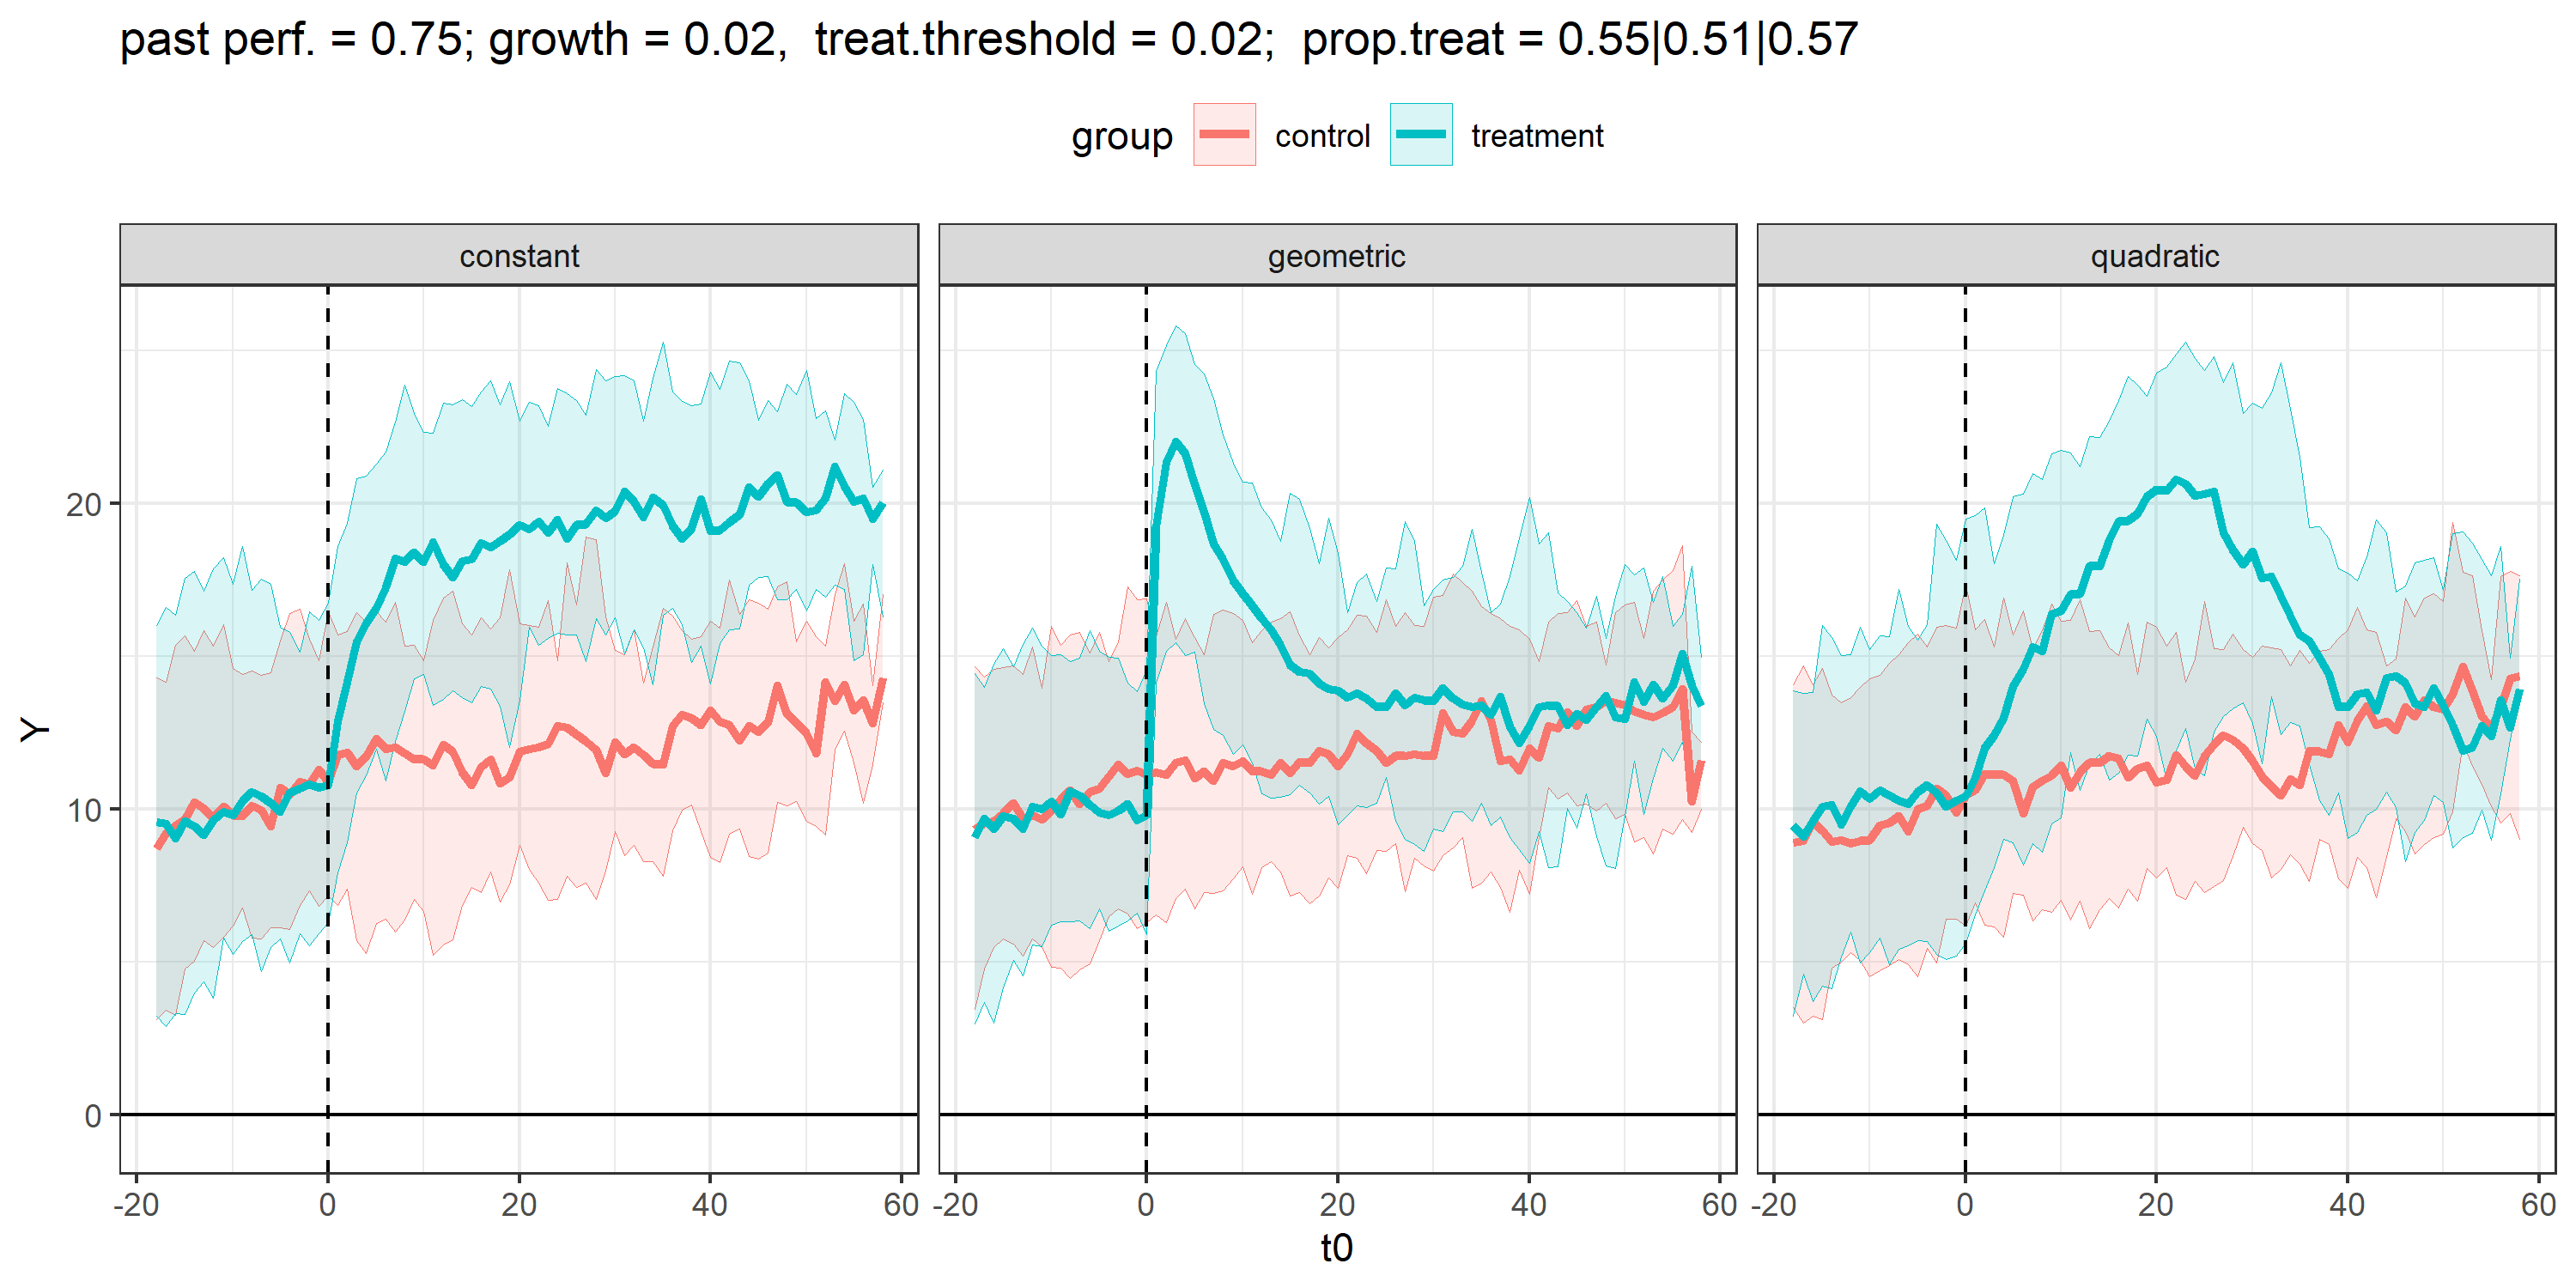 past perf. = 0.75; growth = 0.02,  treat.threshold = 0.02;  prop.treat = 0.55|0.51|0.57
group control treatment
constant geometric quadratic
Y
20
10
0
-20 0 20 40 60 -20 0 20 40 60 -20 0 20 40 60
t0